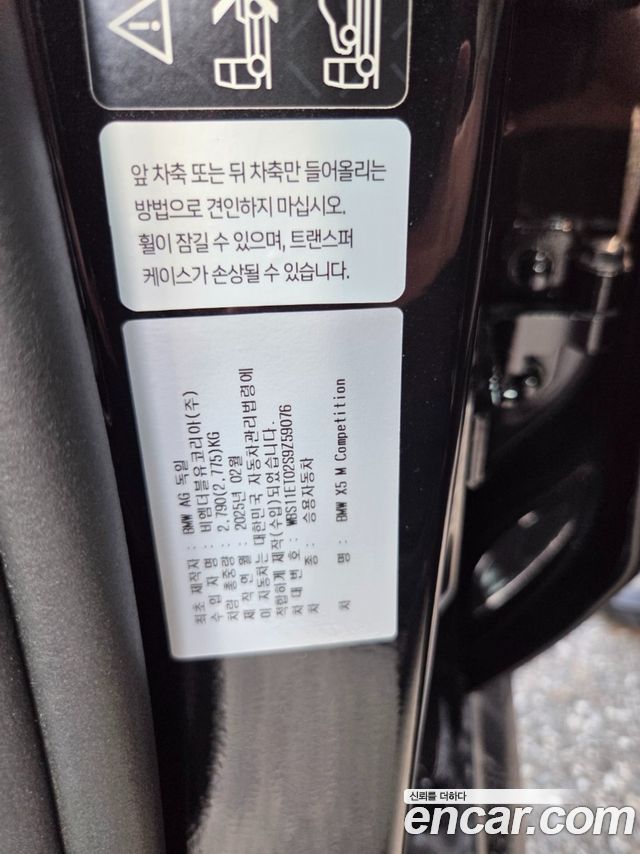 앞 차축 또는 뒤 차축만 들어올리는
방법으로 견인하지 마십시오.
휠이 잠길 수 있으며, 트랜스퍼
케이스가 손상될 수 있습니다.
최초 제작자 : BMW AG 독일
수 입 자 명 : 비엠더블유코리아(주)
차량 총중량 : 2,790(2,775)KG
제 작 연 월 : 2025년 02월
이 자동차는 대한민국 자동차관리법령에
적합하게 제작(수입)되었습니다.
차 대 번 호 : WBS11ET02S9Z59076
차 종 : 승용자동차
차 명 : BMW X5 M Competition
신뢰를 더하다
encar.com